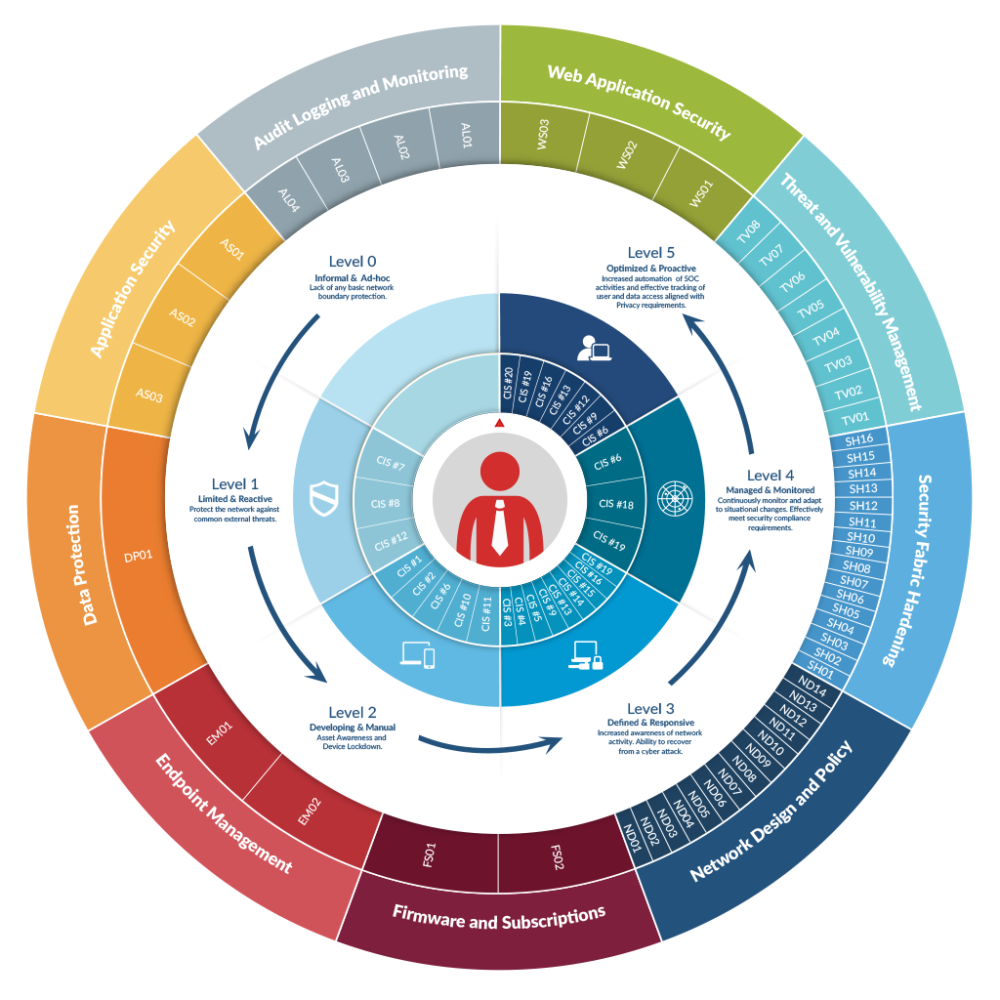 Audit Logging and Monitoring
AL04
AL03
AL02
AL01
Web Application Security
WS03
WS02
WS01
Threat and Vulnerability Management
TV08
TV07
TV06
TV05
TV04
TV03
TV02
TV01
Security Fabric Hardening
SH16
SH15
SH14
SH13
SH12
SH11
SH10
SH09
SH08
SH07
SH06
SH05
SH04
SH03
SH02
SH01
Network Design and Policy
ND14
ND13
ND12
ND11
ND10
ND09
ND08
ND07
ND06
ND05
ND04
ND03
ND02
ND01
Firmware and Subscriptions
FS02
FS01
Endpoint Management
EM02
EM01
Data Protection
DP01
Application Security
AS03
AS02
AS01
Level 0
Informal & Ad-hoc
Lack of any basic network
boundary protection.
Level 1
Limited & Reactive
Protect the network against
common external threats.
CIS #7
CIS #8
CIS #12
Level 2
Developing & Manual
Asset Awareness and
Device Lockdown.
CIS #1
CIS #2
CIS #6
CIS #10
CIS #11
Level 3
Defined & Responsive
Increased awareness of network
activity. Ability to recover
from a cyber attack.
CIS #3
CIS #4
CIS #5
CIS #9
CIS #13
CIS #14
CIS #15
CIS #16
CIS #19
Level 4
Managed & Monitored
Continuously monitor and adapt
to situational changes. Effectively
meet security compliance
requirements.
CIS #19
CIS #18
CIS #6
Level 5
Optimized & Proactive
Increased automation of SOC
activities and effective tracking of
user and data access aligned with
Privacy requirements.
CIS #20
CIS #19
CIS #16
CIS #13
CIS #12
CIS #9
CIS #6